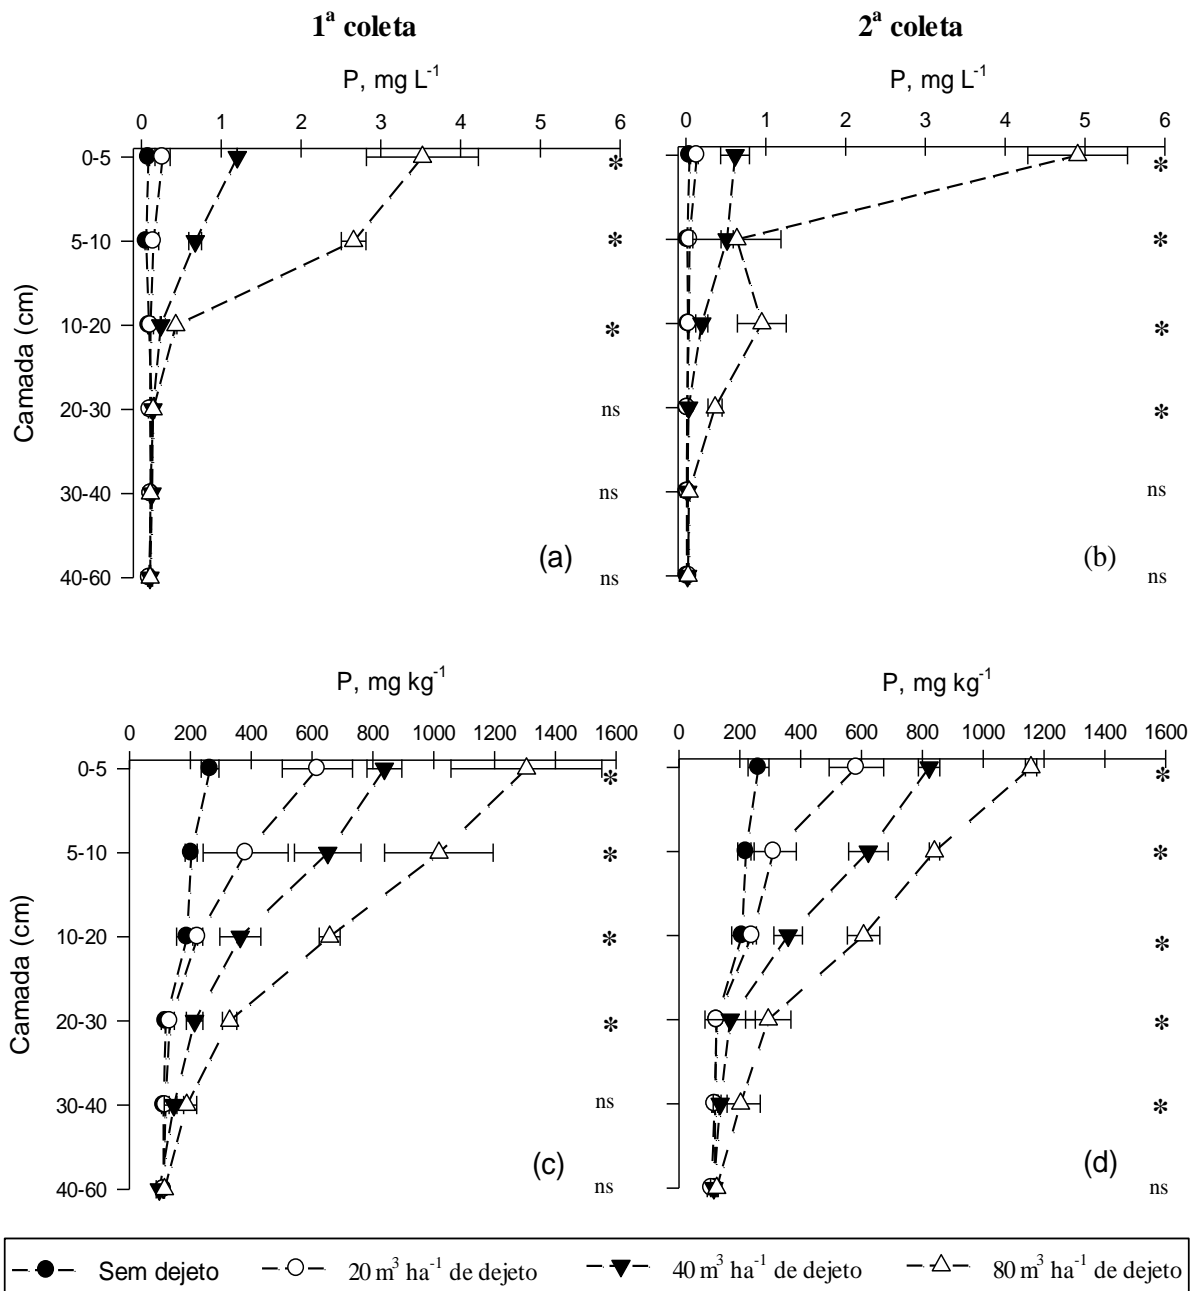 1ª coleta
2ª coleta
P, mg L⁻¹
P, mg L⁻¹
0 1 2 3 4 5 6
0 1 2 3 4 5 6
Camada (cm)
0-5 * *
5-10 * *
10-20 * *
20-30 ns *
30-40 ns ns
(a) (b)
40-60 ns ns
P, mg kg⁻¹
P, mg kg⁻¹
0 200 400 600 800 1000 1200 1400 1600
0 200 400 600 800 1000 1200 1400 1600
Camada (cm)
0-5 * *
5-10 * *
10-20 * *
20-30 * *
30-40 ns *
(c) (d)
40-60 ns ns
Sem dejeto 20 m³ ha⁻¹ de dejeto 40 m³ ha⁻¹ de dejeto 80 m³ ha⁻¹ de dejeto